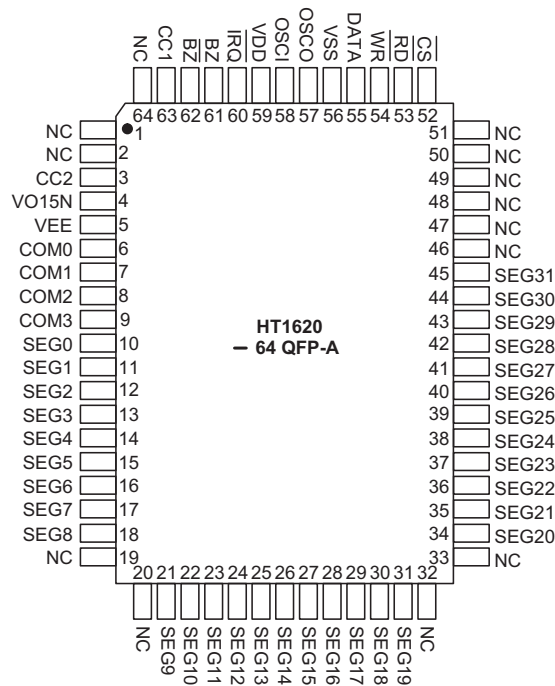 NC CC1 BZ BZ IRQ VDD OSCI OSCO VSS DATA WR RD CS
64 63 62 61 60 59 58 57 56 55 54 53 52
NC 1
NC 2
CC2 3
VO15N 4
VEE 5
COM0 6
COM1 7
COM2 8
COM3 9
SEG0 10
SEG1 11
SEG2 12
SEG3 13
SEG4 14
SEG5 15
SEG6 16
SEG7 17
SEG8 18
NC 19
HT1620
– 64 QFP-A
51 NC
50 NC
49 NC
48 NC
47 NC
46 NC
45 SEG31
44 SEG30
43 SEG29
42 SEG28
41 SEG27
40 SEG26
39 SEG25
38 SEG24
37 SEG23
36 SEG22
35 SEG21
34 SEG20
33 NC
20 21 22 23 24 25 26 27 28 29 30 31 32
NC SEG9 SEG10 SEG11 SEG12 SEG13 SEG14 SEG15 SEG16 SEG17 SEG18 SEG19 NC